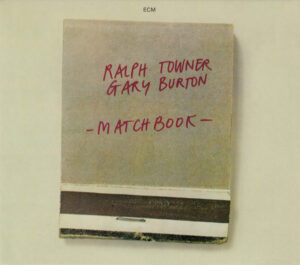 ECM
RALPH TOWNER
GARY BURTON
-MATCHBOOK-